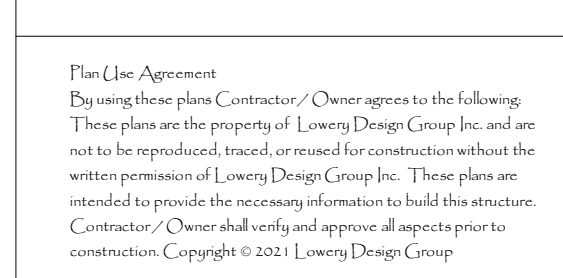 Plan Use Agreement
By using these plans Contractor / Owner agrees to the following:
These plans are the property of Lowery Design Group Inc. and are
not to be reproduced, traced, or reused for construction without the
written permission of Lowery Design Group Inc. These plans are
intended to provide the necessary information to build this structure.
Contractor / Owner shall verify and approve all aspects prior to
construction. Copyright © 2021 Lowery Design Group